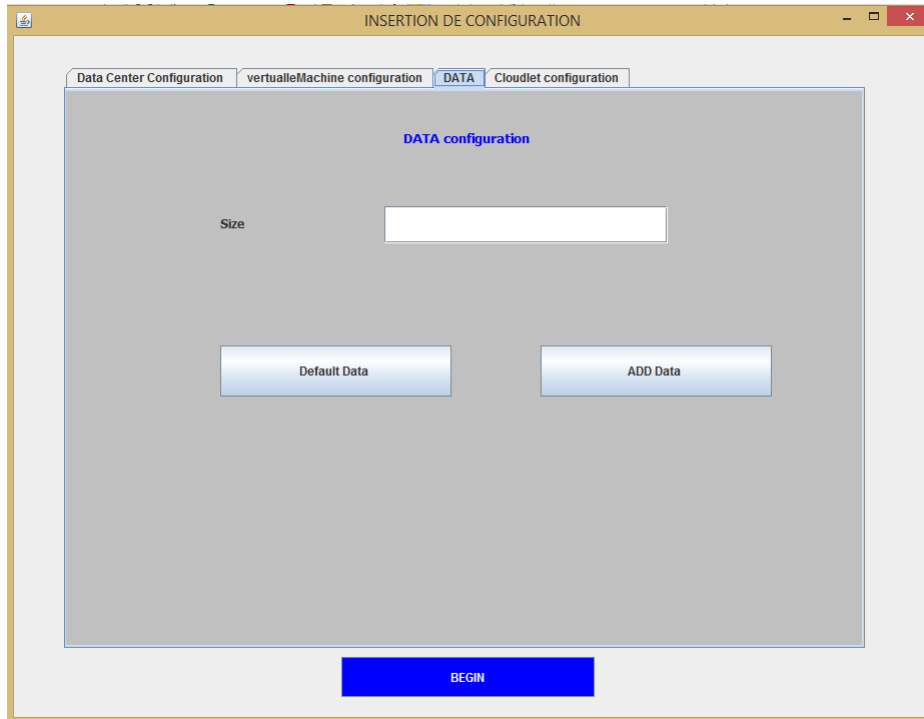 INSERTION DE CONFIGURATION
Data Center Configuration vertualleMachine configuration DATA Cloudlet configuration
DATA configuration
Size
Default Data ADD Data
BEGIN